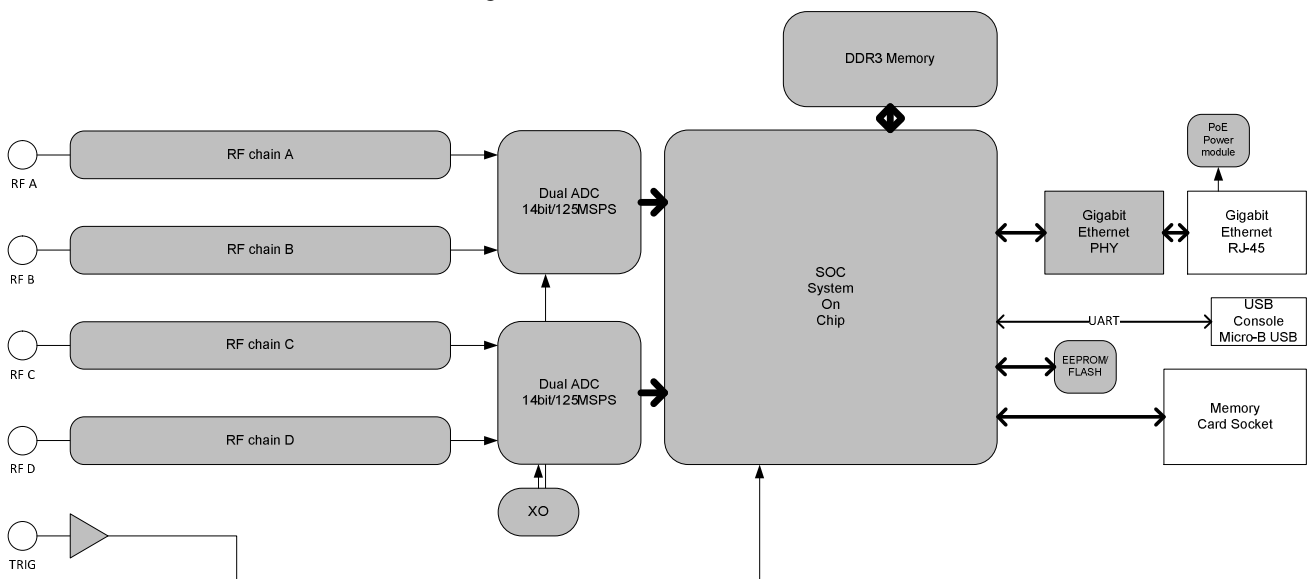 DDR3 Memory
PoE
Power
module
RF chain A
RF A
Dual ADC
14bit/125MSPS
Gigabit
Ethernet
PHY
Gigabit
Ethernet
RJ-45
RF chain B
RF B
SOC
System
On
Chip
UART
USB
Console
Micro-B USB
RF chain C
RF C
EEPROM/
FLASH
Dual ADC
14bit/125MSPS
Memory
Card Socket
RF chain D
RF D
XO
TRIG